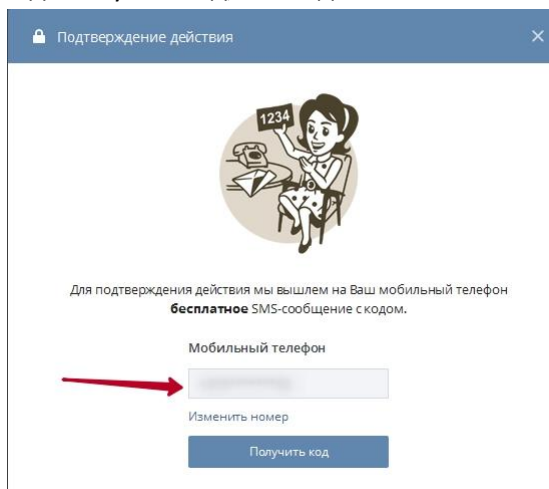 Подтверждение действия
1234
Для подтверждения действия мы вышлем на Ваш мобильный телефон
бесплатное SMS-сообщение с кодом.
Мобильный телефон
Изменить номер
Получить код